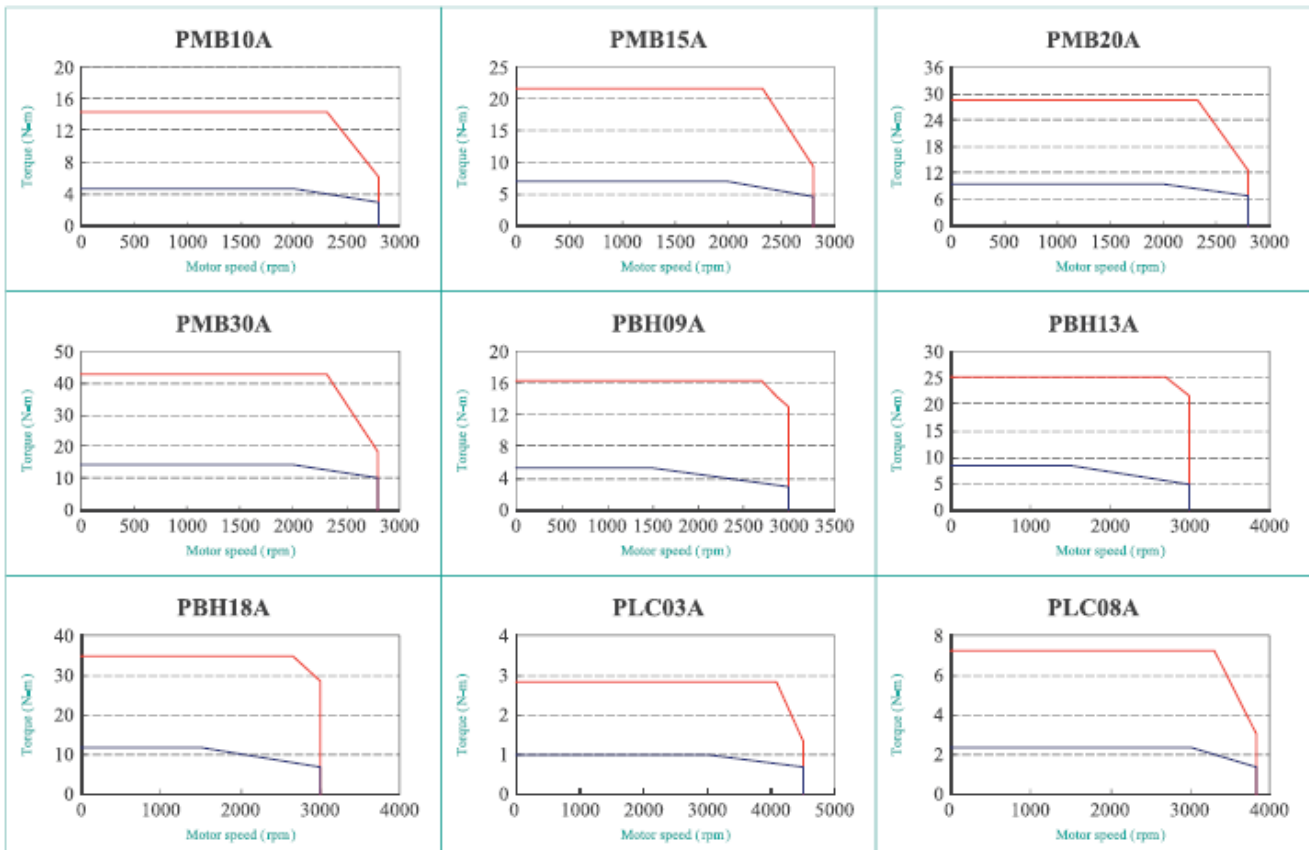 PMB10A
20
16
12
8
4
0
Torque (N-m)
0 500 1000 1500 2000 2500 3000
Motor speed (rpm)
PMB15A
25
20
15
10
5
0
Torque (N-m)
0 500 1000 1500 2000 2500 3000
Motor speed (rpm)
PMB20A
36
30
24
18
12
6
0
Torque (N-m)
0 500 1000 1500 2000 2500 3000
Motor speed (rpm)
PMB30A
50
40
30
20
10
0
Torque (N-m)
0 500 1000 1500 2000 2500 3000
Motor speed (rpm)
PBH09A
20
16
12
8
4
0
Torque (N-m)
0 500 1000 1500 2000 2500 3000 3500
Motor speed (rpm)
PBH13A
30
25
20
15
10
5
0
Torque (N-m)
0 1000 2000 3000 4000
Motor speed (rpm)
PBH18A
40
30
20
10
0
Torque (N-m)
0 1000 2000 3000 4000
Motor speed (rpm)
PLC03A
4
3
2
1
0
Torque (N-m)
0 1000 2000 3000 4000 5000
Motor speed (rpm)
PLC08A
8
6
4
2
0
Torque (N-m)
0 1000 2000 3000 4000
Motor speed (rpm)